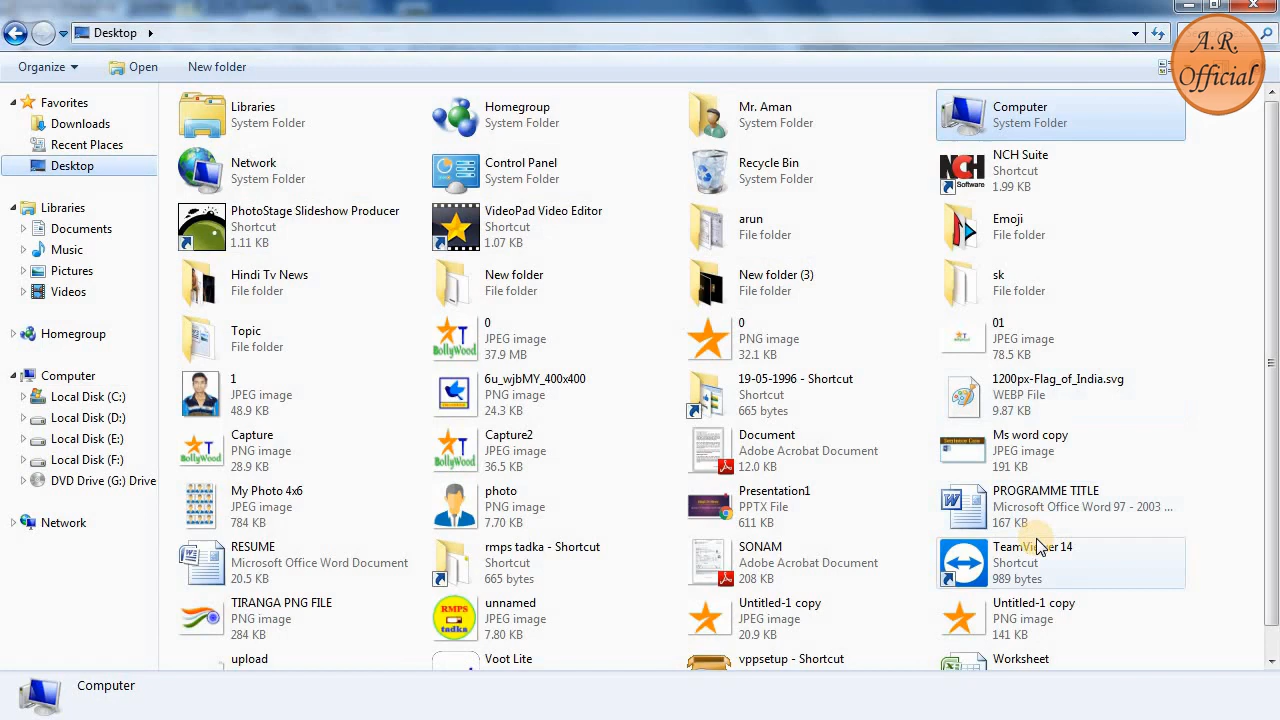 Desktop
A.R.
Official
Organize
Open
New folder
Favorites
Downloads
Recent Places
Desktop
Libraries
Documents
Music
Pictures
Videos
Homegroup
Computer
Local Disk (C:)
Local Disk (D:)
Local Disk (E:)
Local Disk (F:)
DVD Drive (G:) Drive
Network
Libraries
System Folder
Homegroup
System Folder
Mr. Aman
System Folder
Computer
System Folder
Network
System Folder
Control Panel
System Folder
Recycle Bin
System Folder
NCH Suite
Shortcut
1.99 KB
NCH
Software
PhotoStage Slideshow Producer
Shortcut
1.11 KB
VideoPad Video Editor
Shortcut
1.07 KB
arun
File folder
Emoji
File folder
Hindi Tv News
File folder
New folder
File folder
New folder (3)
File folder
sk
File folder
Topic
File folder
T
BollyWood
0
JPEG image
37.9 MB
0
PNG image
32.1 KB
01
JPEG image
78.5 KB
1
JPEG image
48.9 KB
6u_wjbMY_400x400
PNG image
24.3 KB
19-05-1996 - Shortcut
Shortcut
665 bytes
1200px-Flag_of_India.svg
WEBP File
9.87 KB
T
BollyWood
Capture
PNG image
28.9 KB
T
BollyWood
Capture2
JPEG image
36.5 KB
Document
Adobe Acrobat Document
12.0 KB
Sentence Case
Ms word copy
JPEG image
191 KB
My Photo 4x6
JPEG image
784 KB
photo
PNG image
7.70 KB
Presentation1
PPTX File
611 KB
PROGRAMME TITLE
Microsoft Office Word 97 - 2003 ...
167 KB
RESUME
Microsoft Office Word Document
20.5 KB
rmps tadka - Shortcut
Shortcut
665 bytes
SONAM
Adobe Acrobat Document
208 KB
TeamViewer 14
Shortcut
989 bytes
TIRANGA PNG FILE
PNG image
284 KB
RMPS
tadka
unnamed
JPEG image
7.80 KB
Untitled-1 copy
JPEG image
20.9 KB
Untitled-1 copy
PNG image
141 KB
upload
Voot Lite
vppsetup - Shortcut
Worksheet
Computer